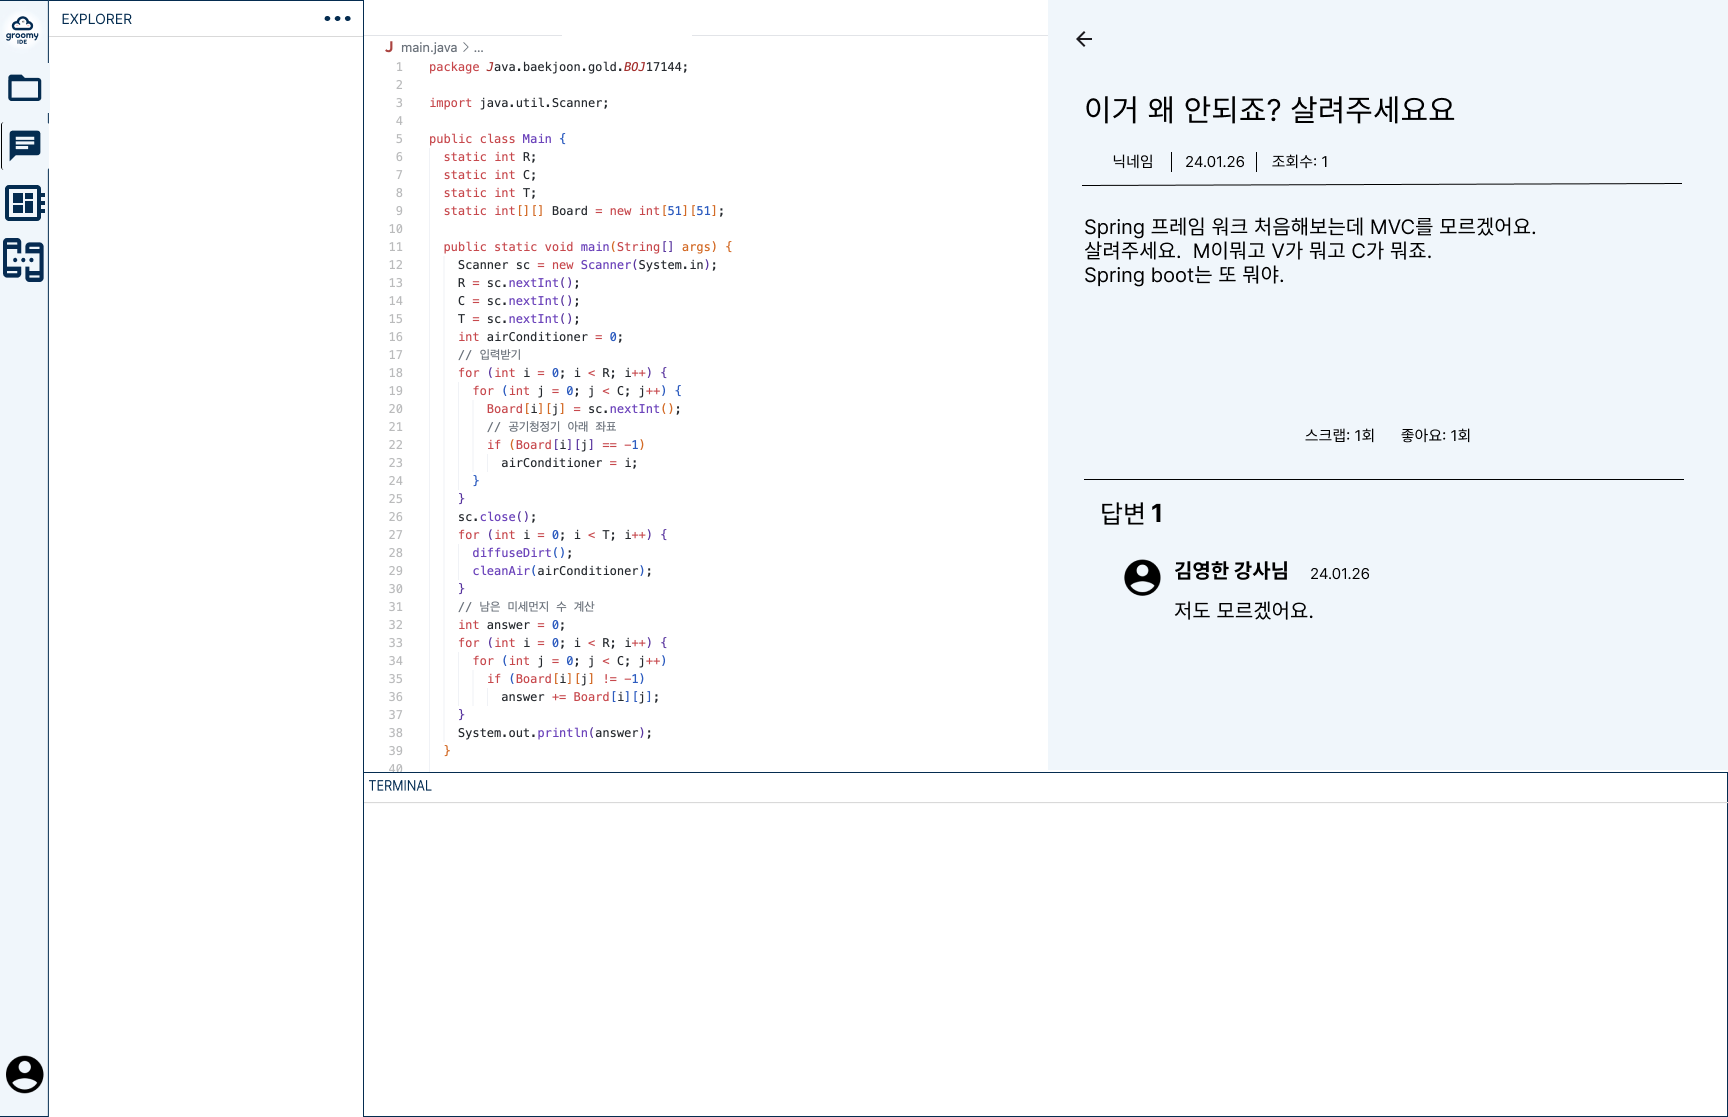 groomy
IDE
EXPLORER
main.java > ...
1 package Java.baekjoon.gold.BOJ17144;
2
3 import java.util.Scanner;
4
5 public class Main {
6 static int R;
7 static int C;
8 static int T;
9 static int[][] Board = new int[51][51];
10
11 public static void main(String[] args) {
12 Scanner sc = new Scanner(System.in);
13 R = sc.nextInt();
14 C = sc.nextInt();
15 T = sc.nextInt();
16 int airConditioner = 0;
17 // 입력받기
18 for (int i = 0; i < R; i++) {
19 for (int j = 0; j < C; j++) {
20 Board[i][j] = sc.nextInt();
21 // 공기청정기 아래 좌표
22 if (Board[i][j] == -1)
23 airConditioner = i;
24 }
25 }
26 sc.close();
27 for (int i = 0; i < T; i++) {
28 diffuseDirt();
29 cleanAir(airConditioner);
30 }
31 // 남은 미세먼지 수 계산
32 int answer = 0;
33 for (int i = 0; i < R; i++) {
34 for (int j = 0; j < C; j++)
35 if (Board[i][j] != -1)
36 answer += Board[i][j];
37 }
38 System.out.println(answer);
39 }
40
이거 왜 안되죠? 살려주세요요
닉네임 | 24.01.26 | 조회수: 1
Spring 프레임 워크 처음해보는데 MVC를 모르겠어요.
살려주세요. M이뭐고 V가 뭐고 C가 뭐죠.
Spring boot는 또 뭐야.
스크랩: 1회 좋아요: 1회
답변 1
김영한 강사님 24.01.26
저도 모르겠어요.
TERMINAL